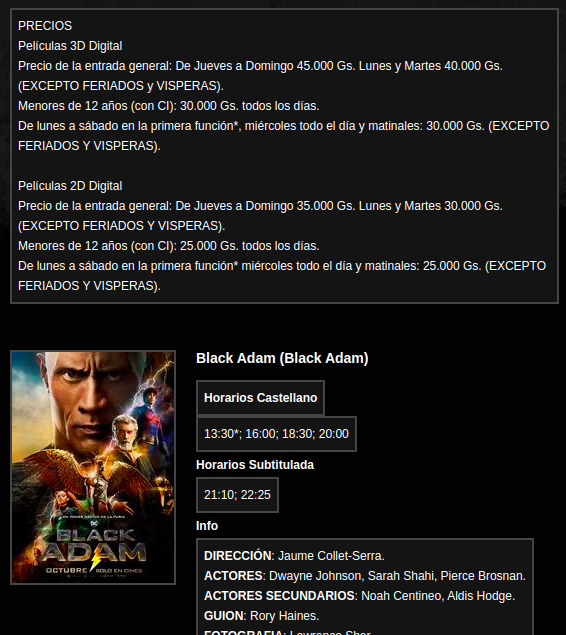 PRECIOS
Películas 3D Digital
Precio de la entrada general: De Jueves a Domingo 45.000 Gs. Lunes y Martes 40.000 Gs.
(EXCEPTO FERIADOS y VISPERAS).
Menores de 12 años (con CI): 30.000 Gs. todos los días.
De lunes a sábado en la primera función*, miércoles todo el día y matinales: 30.000 Gs. (EXCEPTO
FERIADOS Y VISPERAS).
Películas 2D Digital
Precio de la entrada general: De Jueves a Domingo 35.000 Gs. Lunes y Martes 30.000 Gs.
(EXCEPTO FERIADOS Y VISPERAS).
Menores de 12 años (con CI): 25.000 Gs. todos los días.
De lunes a sábado en la primera función* miércoles todo el día y matinales: 25.000 Gs. (EXCEPTO
FERIADOS Y VISPERAS).
Black Adam (Black Adam)
Horarios Castellano
13:30*; 16:00; 18:30; 20:00
Horarios Subtitulada
21:10; 22:25
Info
DIRECCIÓN: Jaume Collet-Serra.
ACTORES: Dwayne Johnson, Sarah Shahi, Pierce Brosnan.
ACTORES SECUNDARIOS: Noah Centineo, Aldis Hodge.
GUION: Rory Haines.
FOTOGRAFIA: Lawrence Sher.
DC
BLACK
ADAM
OCTUBRE SOLO EN CINES